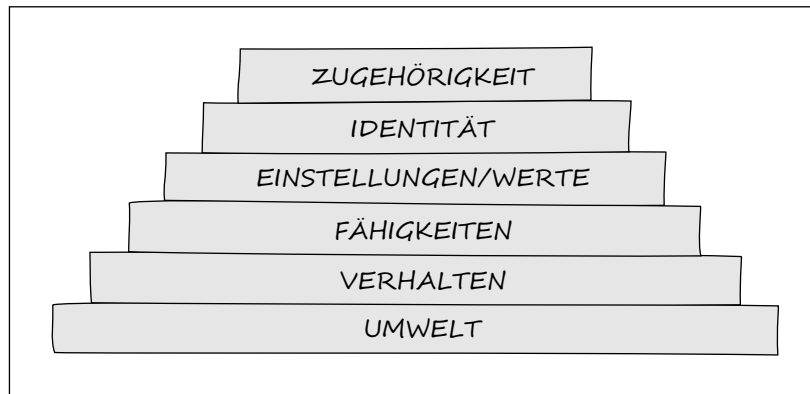 ZUGEHÖRIGKEIT
IDENTITÄT
EINSTELLUNGEN/WERTE
FÄHIGKEITEN
VERHALTEN
UMWELT